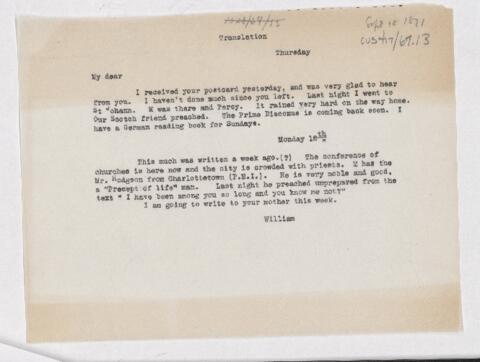 Sept 18 1871
CUS4/17/67.13
Translation
Thursday
My dear
I received your postcard yesterday, and was very glad to hear
from you. I haven't done much since you left. Last night I went to
St Johans. M was there and Percy. It rained very hard on the way home.
Our Scotch friend preached. The Prime Diaconus is coming back soon. I
have a German reading book for Sundays.
Monday 18th
This much was written a week ago.(?) The conference of
churches is here now and the city is crowded with priests. M has the
Mr. Hodgson from Charlottetown (P.E.I.). He is very noble and good,
a "Precept of life" man. Last night he preached unprepared from the
text " I have been among you so long and you know me not?"
I am going to write to your mother this week.
William